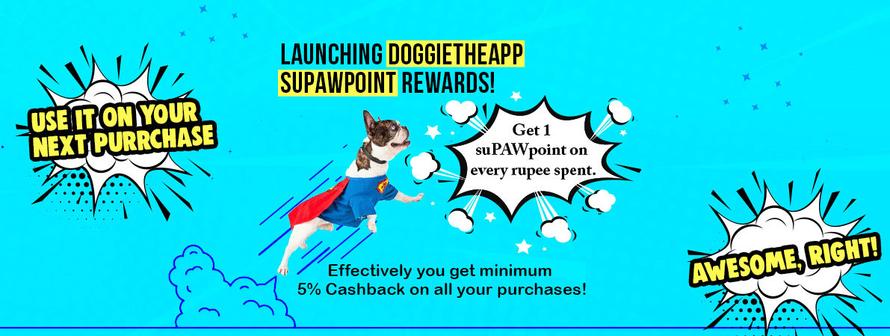 LAUNCHING DOGGIETHEAPP
SUPAWPOINT REWARDS!
USE IT ON YOUR
NEXT PURRCHASE
Get 1
suPAWpoint on
every rupee spent.
Effectively you get minimum
5% Cashback on all your purchases!
AWESOME, RIGHT!